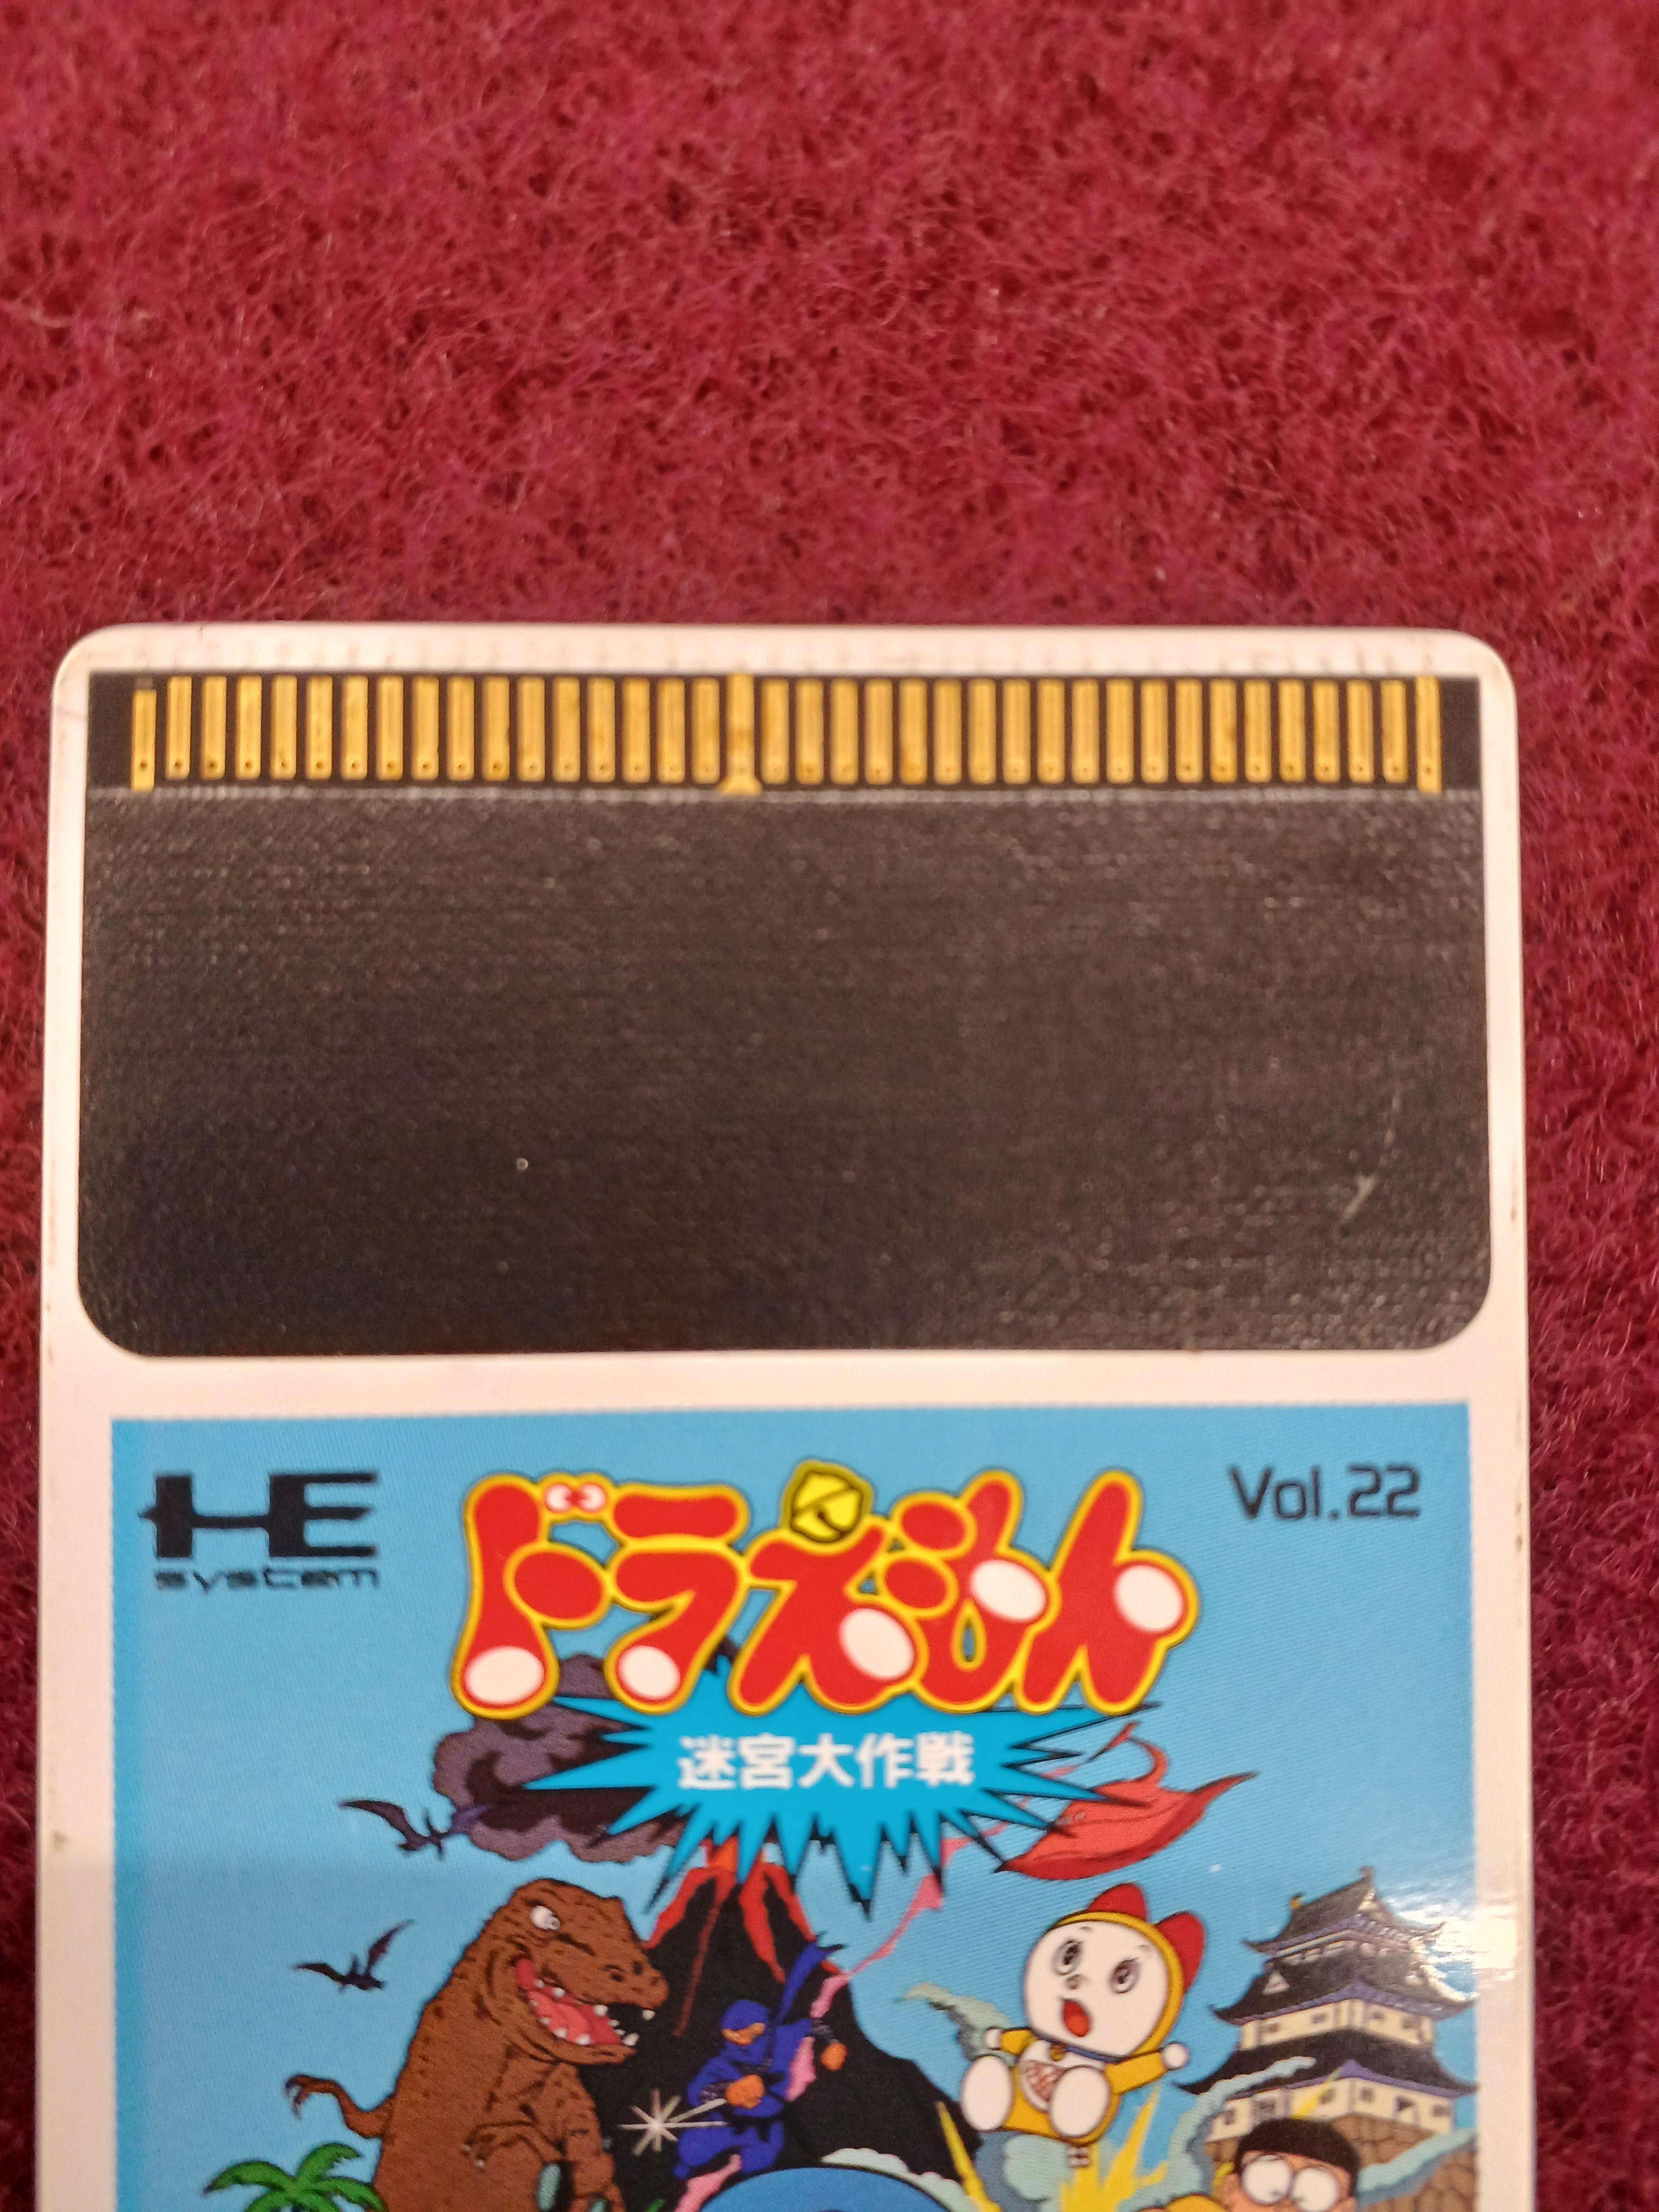 HE
system
ドラえもん
Vol.22
迷宮大作戦